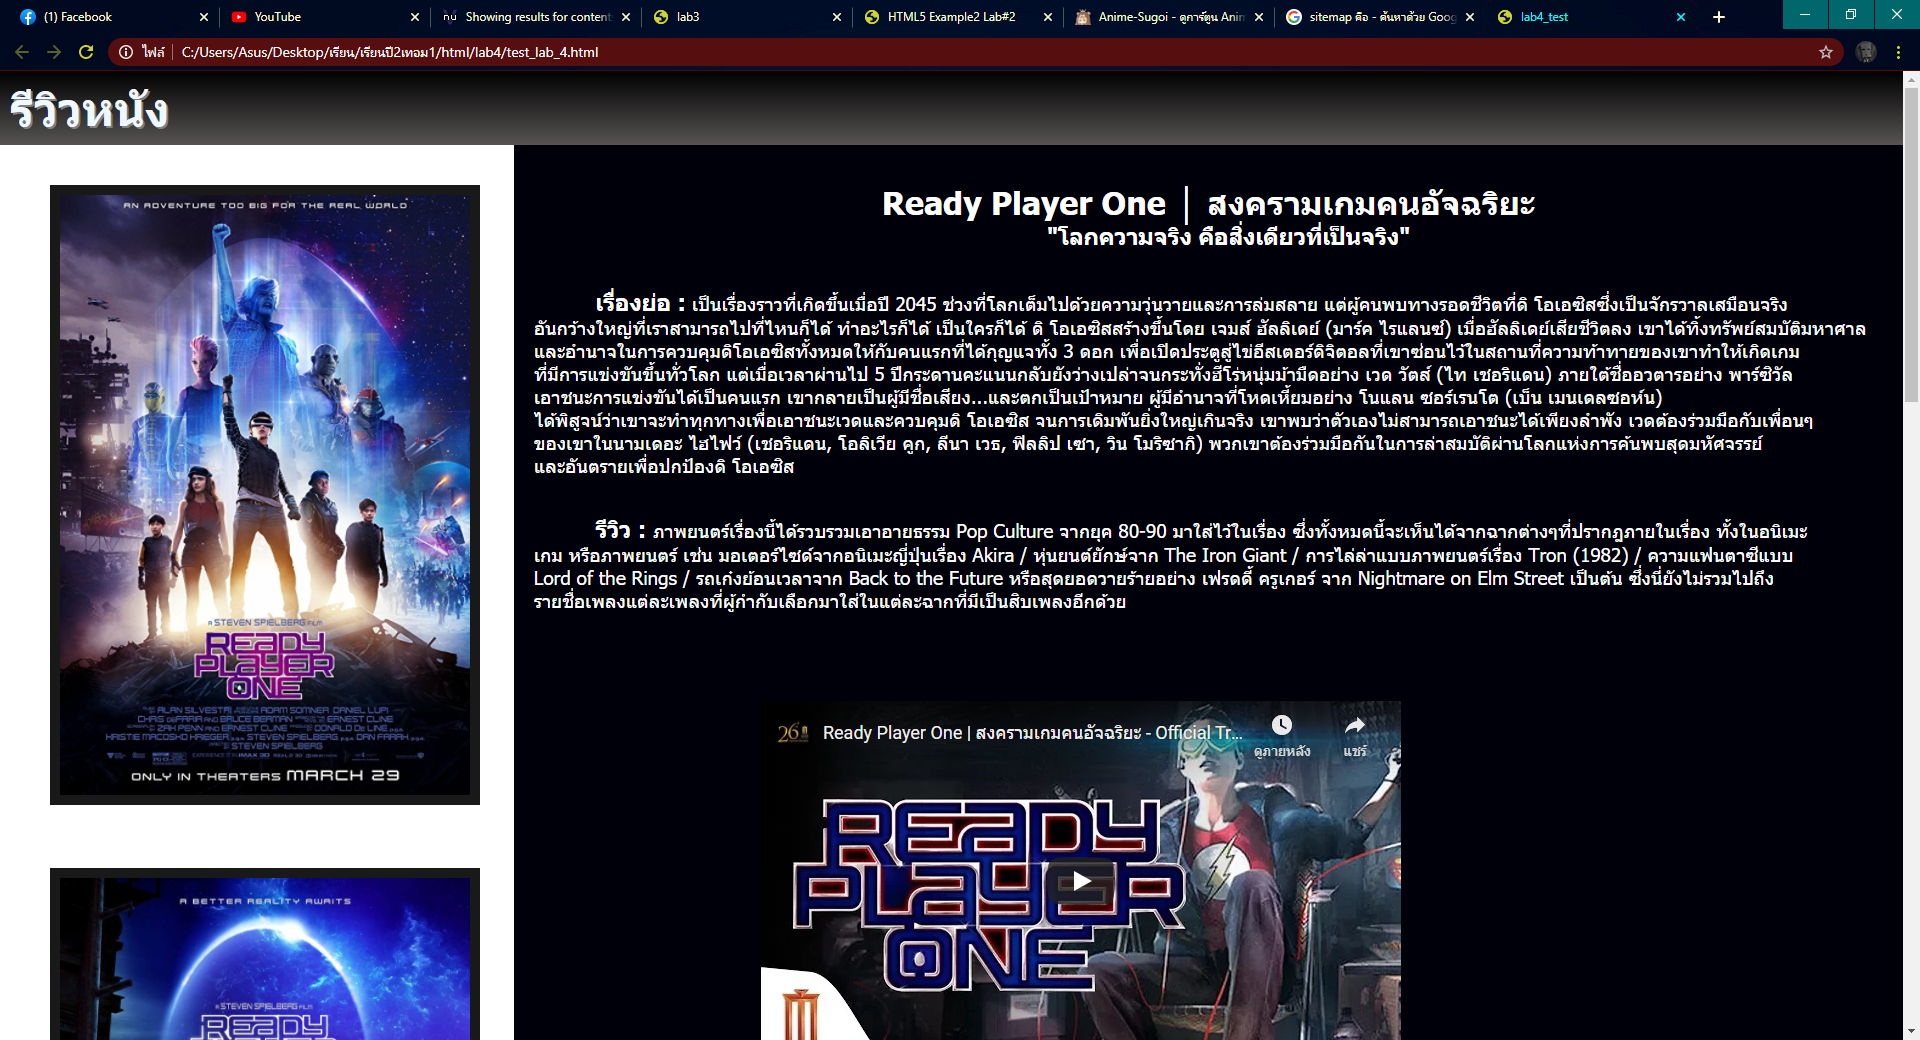 (1) Facebook
YouTube
Showing results for content
lab3
HTML5 Example2 Lab#2
Anime-Sugoi - ดูการ์ตูน Anim
sitemap คือ - ค้นหาด้วย Goog
lab4_test
ไฟล์
C:/Users/Asus/Desktop/เรียน/เรียนปี2เทอม1/html/lab4/test_lab_4.html
รีวิวหนัง
AN ADVENTURE TOO BIG FOR THE REAL WORLD
A STEVEN SPIELBERG FILM
READY
PLAYER
ONE
ONLY IN THEATERS MARCH 29
A BETTER REALITY AWAITS
A STEVEN SPIELBERG FILM
READY
Ready Player One | สงครามเกมคนอัจฉริยะ
"โลกความจริง คือสิ่งเดียวที่เป็นจริง"
เรื่องย่อ : เป็นเรื่องราวที่เกิดขึ้นเมื่อปี 2045 ช่วงที่โลกเต็มไปด้วยความวุ่นวายและการล่มสลาย แต่ผู้คนพบทางรอดชีวิตที่ดิ โอเอซิสซึ่งเป็นจักรวาลเสมือนจริง
อันกว้างใหญ่ที่เราสามารถไปที่ไหนก็ได้ ทำอะไรก็ได้ เป็นใครก็ได้ ดิ โอเอซิสสร้างขึ้นโดย เจมส์ ฮัลลิเดย์ (มาร์ค ไรแลนซ์) เมื่อฮัลลิเดย์เสียชีวิตลง เขาได้ทิ้งทรัพย์สมบัติมหาศาล
และอำนาจในการควบคุมดิโอเอซิสทั้งหมดให้กับคนแรกที่ได้กุญแจทั้ง 3 ดอก เพื่อเปิดประตูสู่ไข่อีสเตอร์ดิจิตอลที่เขาซ่อนไว้ในสถานที่ความท้าทายของเขาทำให้เกิดเกม
ที่มีการแข่งขันขึ้นทั่วโลก แต่เมื่อเวลาผ่านไป 5 ปีกระดานคะแนนกลับยังว่างเปล่าจนกระทั่งฮีโร่หนุ่มม้ามืดอย่าง เวด วัตส์ (ไท เชอริแดน) ภายใต้ชื่ออวตารอย่าง พาร์ซิวัล
เอาชนะการแข่งขันได้เป็นคนแรก เขากลายเป็นผู้มีชื่อเสียง...และตกเป็นเป้าหมาย ผู้มีอำนาจที่โหดเหี้ยมอย่าง โนแลน ซอร์เรนโต (เบ็น เมนเดลซอห์น)
ได้พิสูจน์ว่าเขาจะทำทุกทางเพื่อเอาชนะเวดและควบคุมดิ โอเอซิส จนการเดิมพันยิ่งใหญ่เกินจริง เขาพบว่าตัวเองไม่สามารถเอาชนะได้เพียงลำพัง เวดต้องร่วมมือกับเพื่อนๆ
ของเขาในนามเดอะ ไฮไฟว์ (เชอริแดน, โอลิเวีย คูก, ลีนา เวธ, ฟิลลิป เซา, วิน โมริซากิ) พวกเขาต้องร่วมมือกันในการล่าสมบัติผ่านโลกแห่งการค้นพบสุดมหัศจรรย์
และอันตรายเพื่อปกป้องดิ โอเอซิส
รีวิว : ภาพยนตร์เรื่องนี้ได้รวบรวมเอาอายธรรม Pop Culture จากยุค 80-90 มาใส่ไว้ในเรื่อง ซึ่งทั้งหมดนี้จะเห็นได้จากฉากต่างๆที่ปรากฎภายในเรื่อง ทั้งในอนิเมะ
เกม หรือภาพยนตร์ เช่น มอเตอร์ไซด์จากอนิเมะญี่ปุ่นเรื่อง Akira / หุ่นยนต์ยักษ์จาก The Iron Giant / การไล่ล่าแบบภาพยนตร์เรื่อง Tron (1982) / ความแฟนตาซีแบบ
Lord of the Rings / รถเก๋งย้อนเวลาจาก Back to the Future หรือสุดยอดวายร้ายอย่าง เฟรดดี้ ครูเกอร์ จาก Nightmare on Elm Street เป็นต้น ซึ่งนี่ยังไม่รวมไปถึง
รายชื่อเพลงแต่ละเพลงที่ผู้กำกับเลือกมาใส่ในแต่ละฉากที่มีเป็นสิบเพลงอีกด้วย
Ready Player One | สงครามเกมคนอัจฉริยะ - Official Tr...
ดูภายหลัง
แชร์
READY
PLAYER
ONE